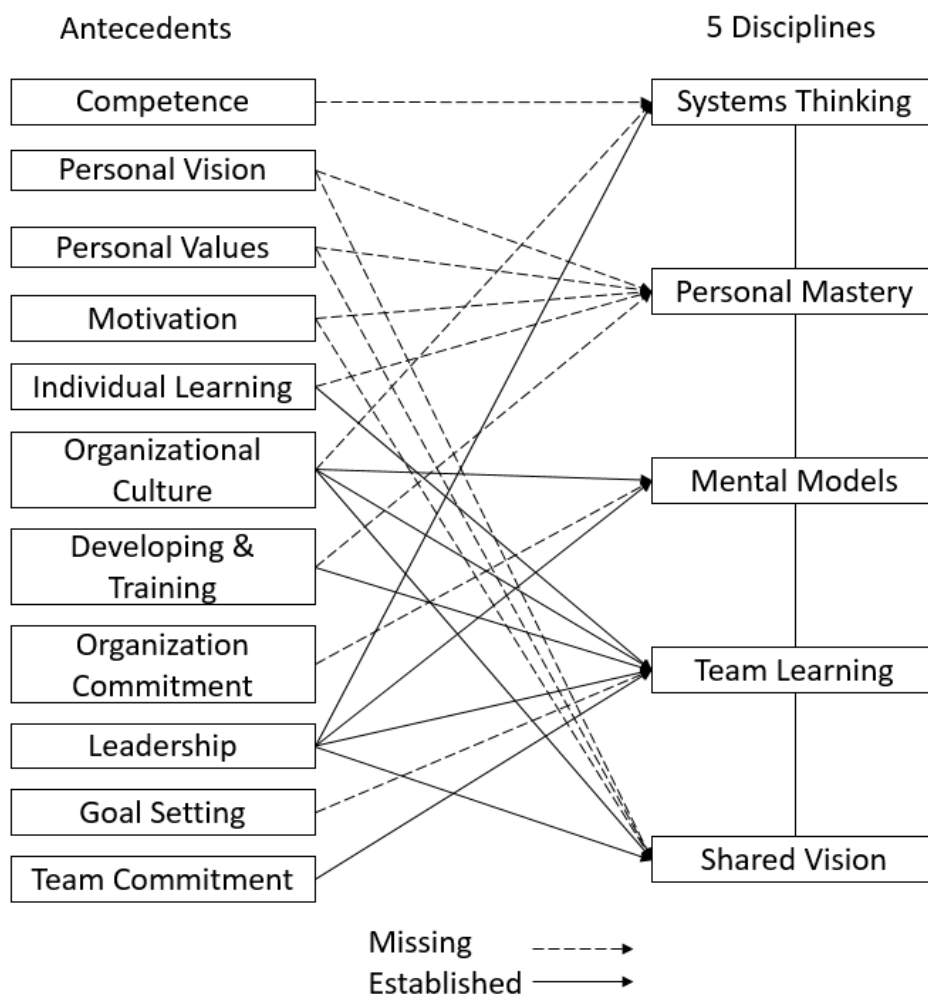 Antecedents
5 Disciplines
Competence
Personal Vision
Personal Values
Motivation
Individual Learning
Organizational
Culture
Developing &
Training
Organization
Commitment
Leadership
Goal Setting
Team Commitment
Systems Thinking
Personal Mastery
Mental Models
Team Learning
Shared Vision
Missing
Established